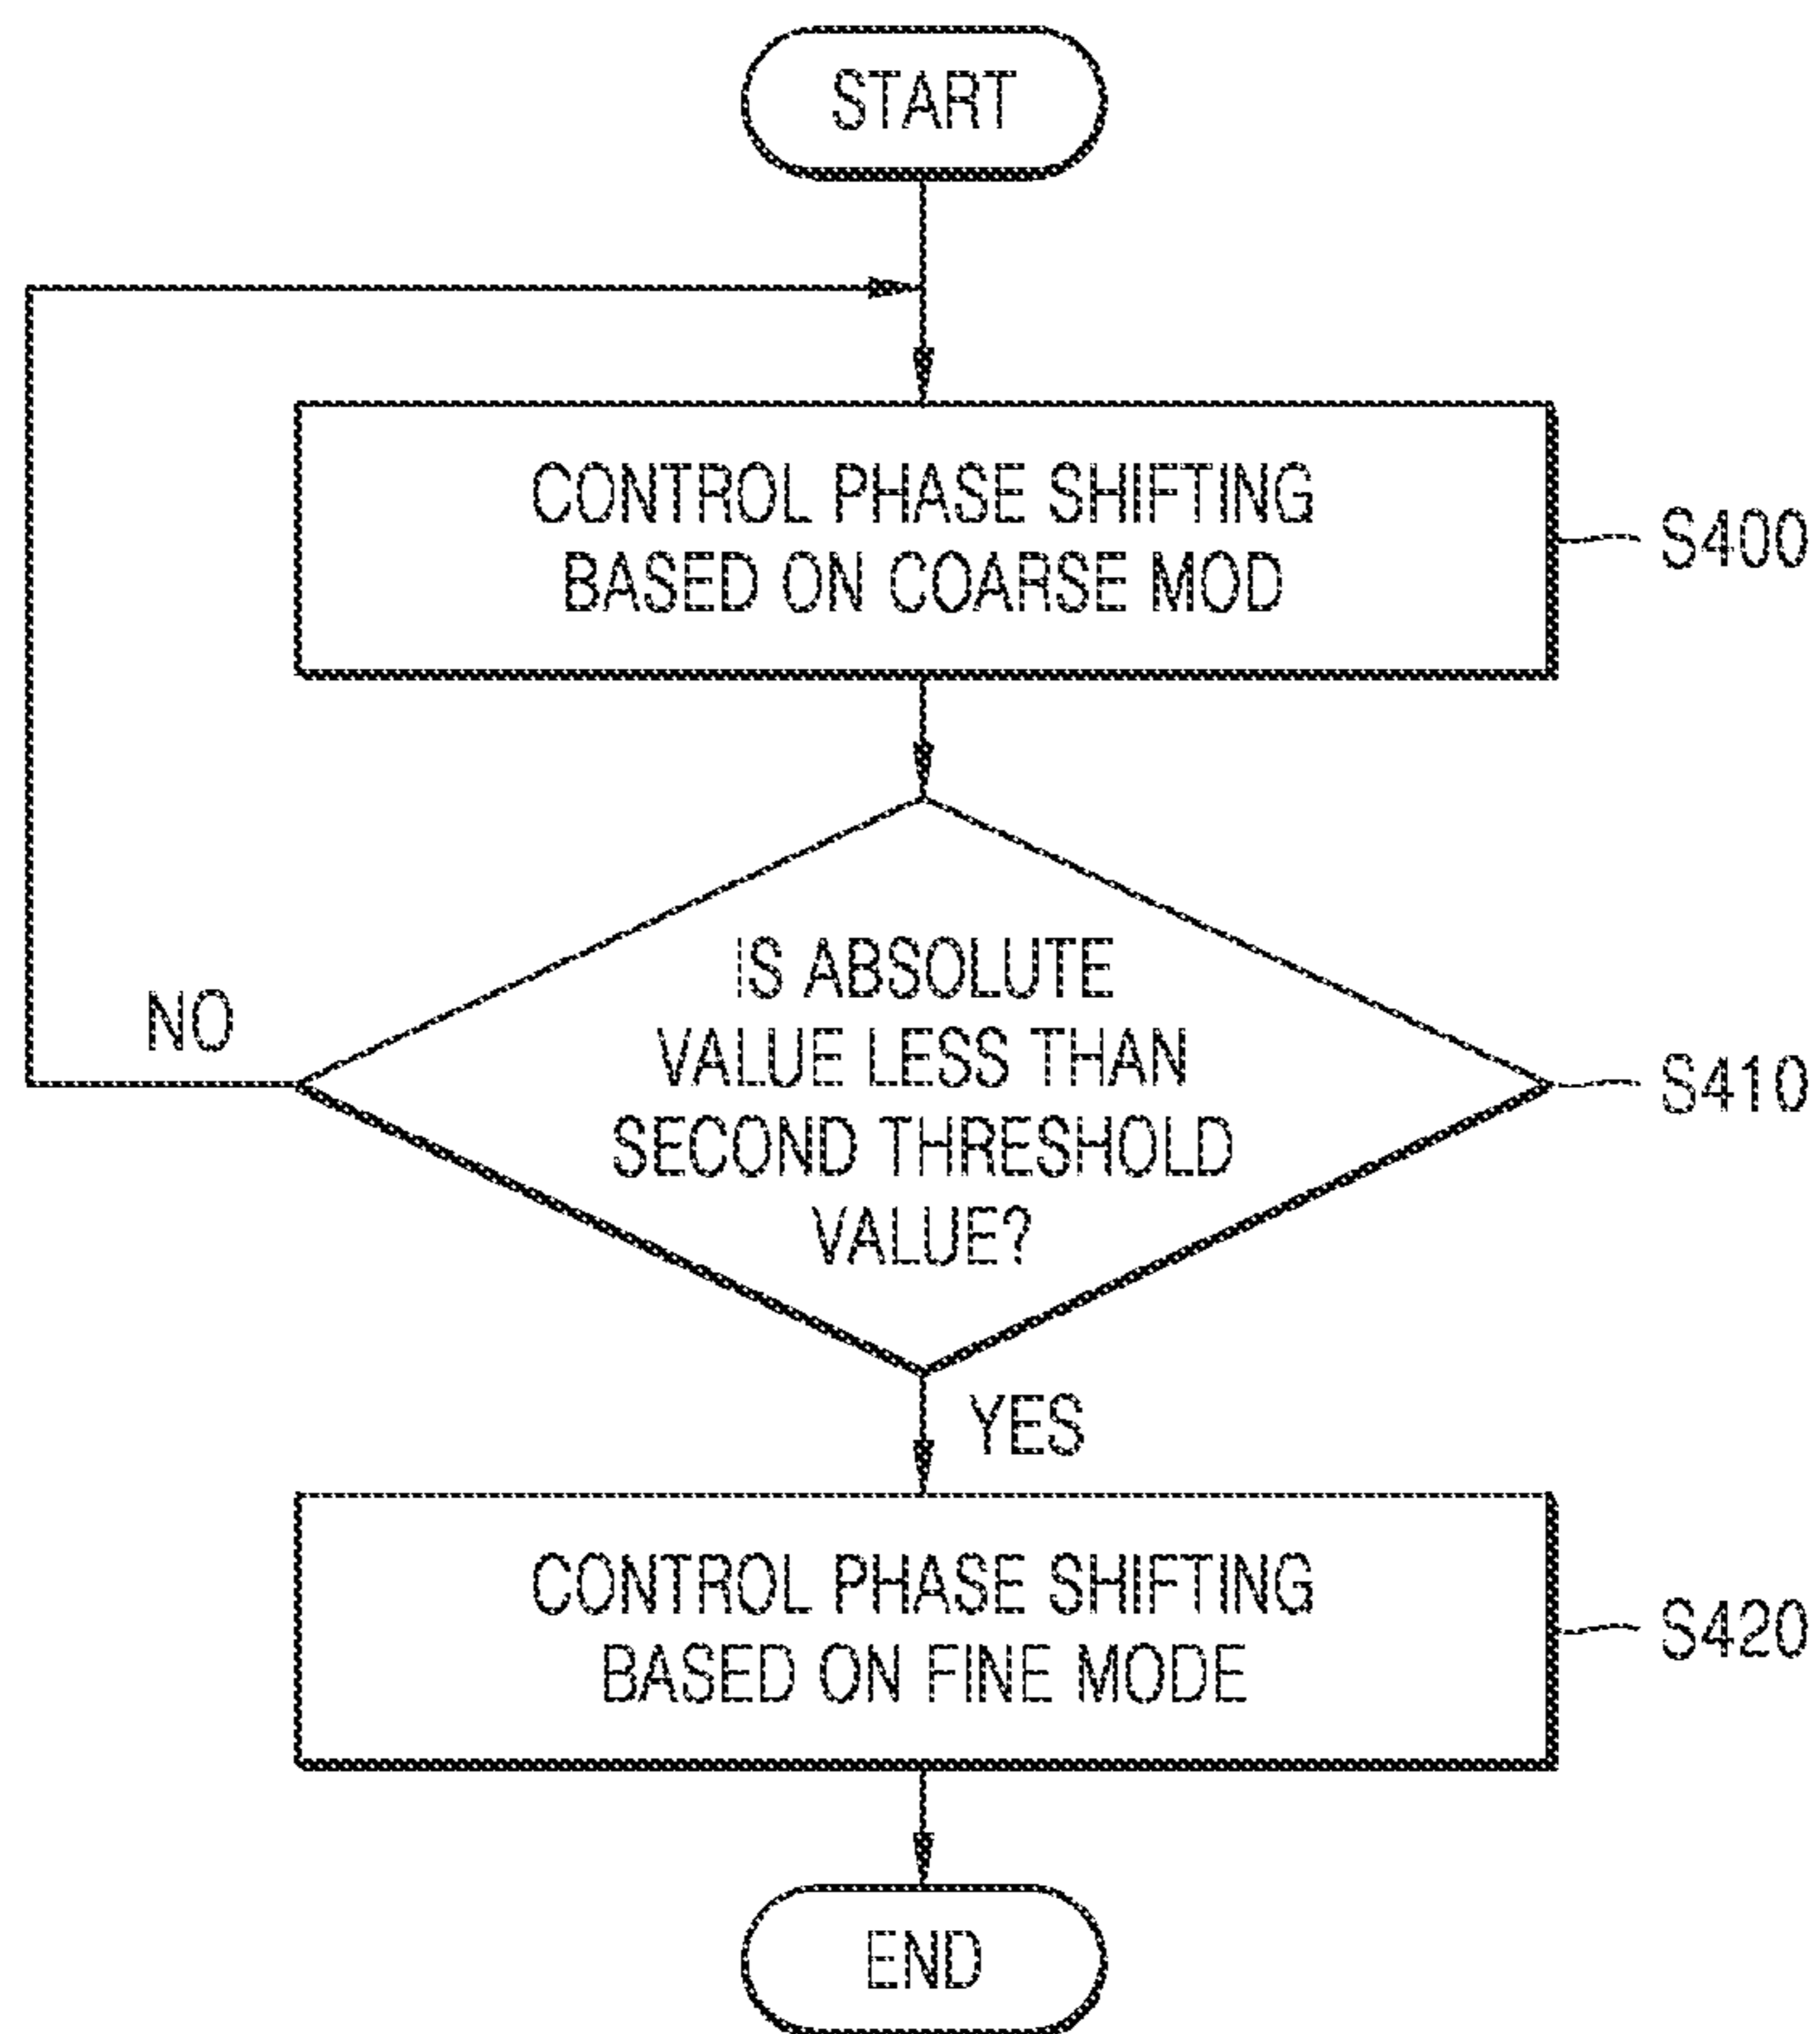 START
CONTROL PHASE SHIFTING
BASED ON COARSE MOD
S400
IS ABSOLUTE
VALUE LESS THAN
SECOND THRESHOLD
VALUE?
S410
NO
YES
CONTROL PHASE SHIFTING
BASED ON FINE MODE
S420
END